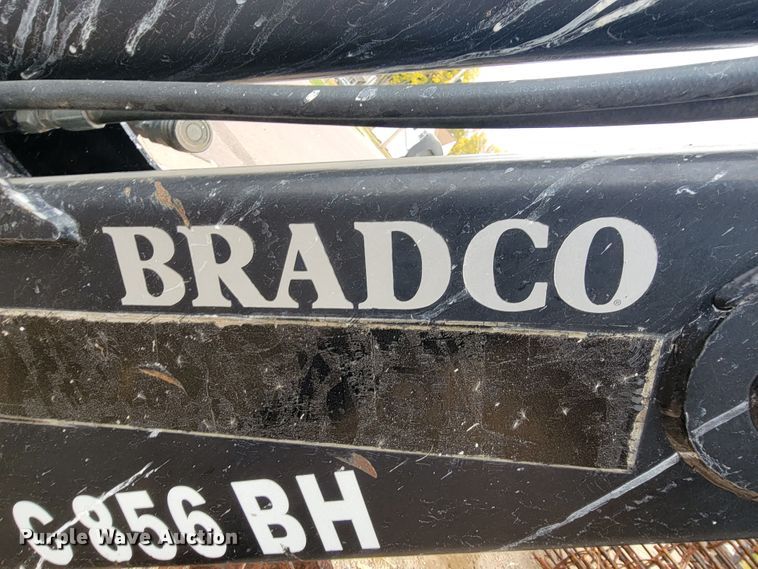 BRADCO®
C 856 BH
Purple Wave Auction